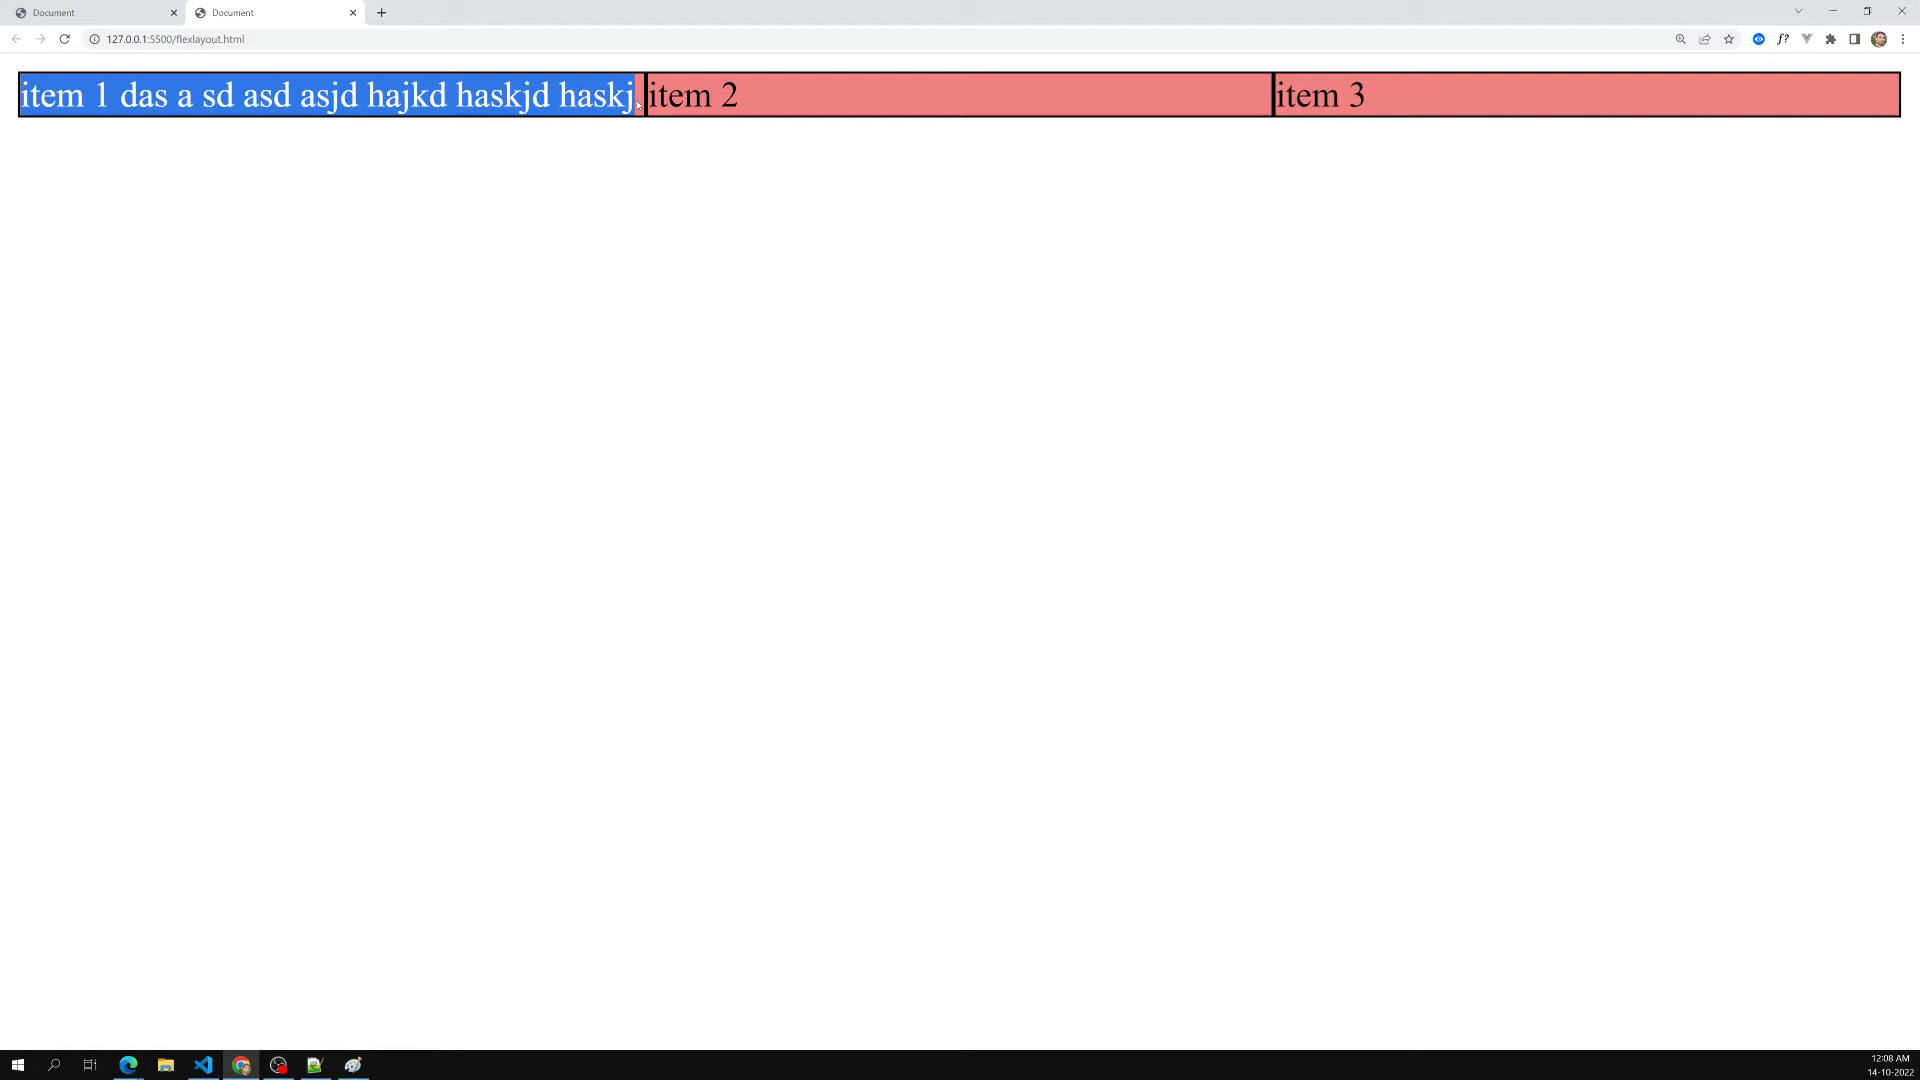 Document
Document
127.0.0.1:5500/flexlayout.html
f?
item 1 das a sd asd asjd hajkd haskjd haskj
item 2
item 3
12:08 AM
14-10-2022